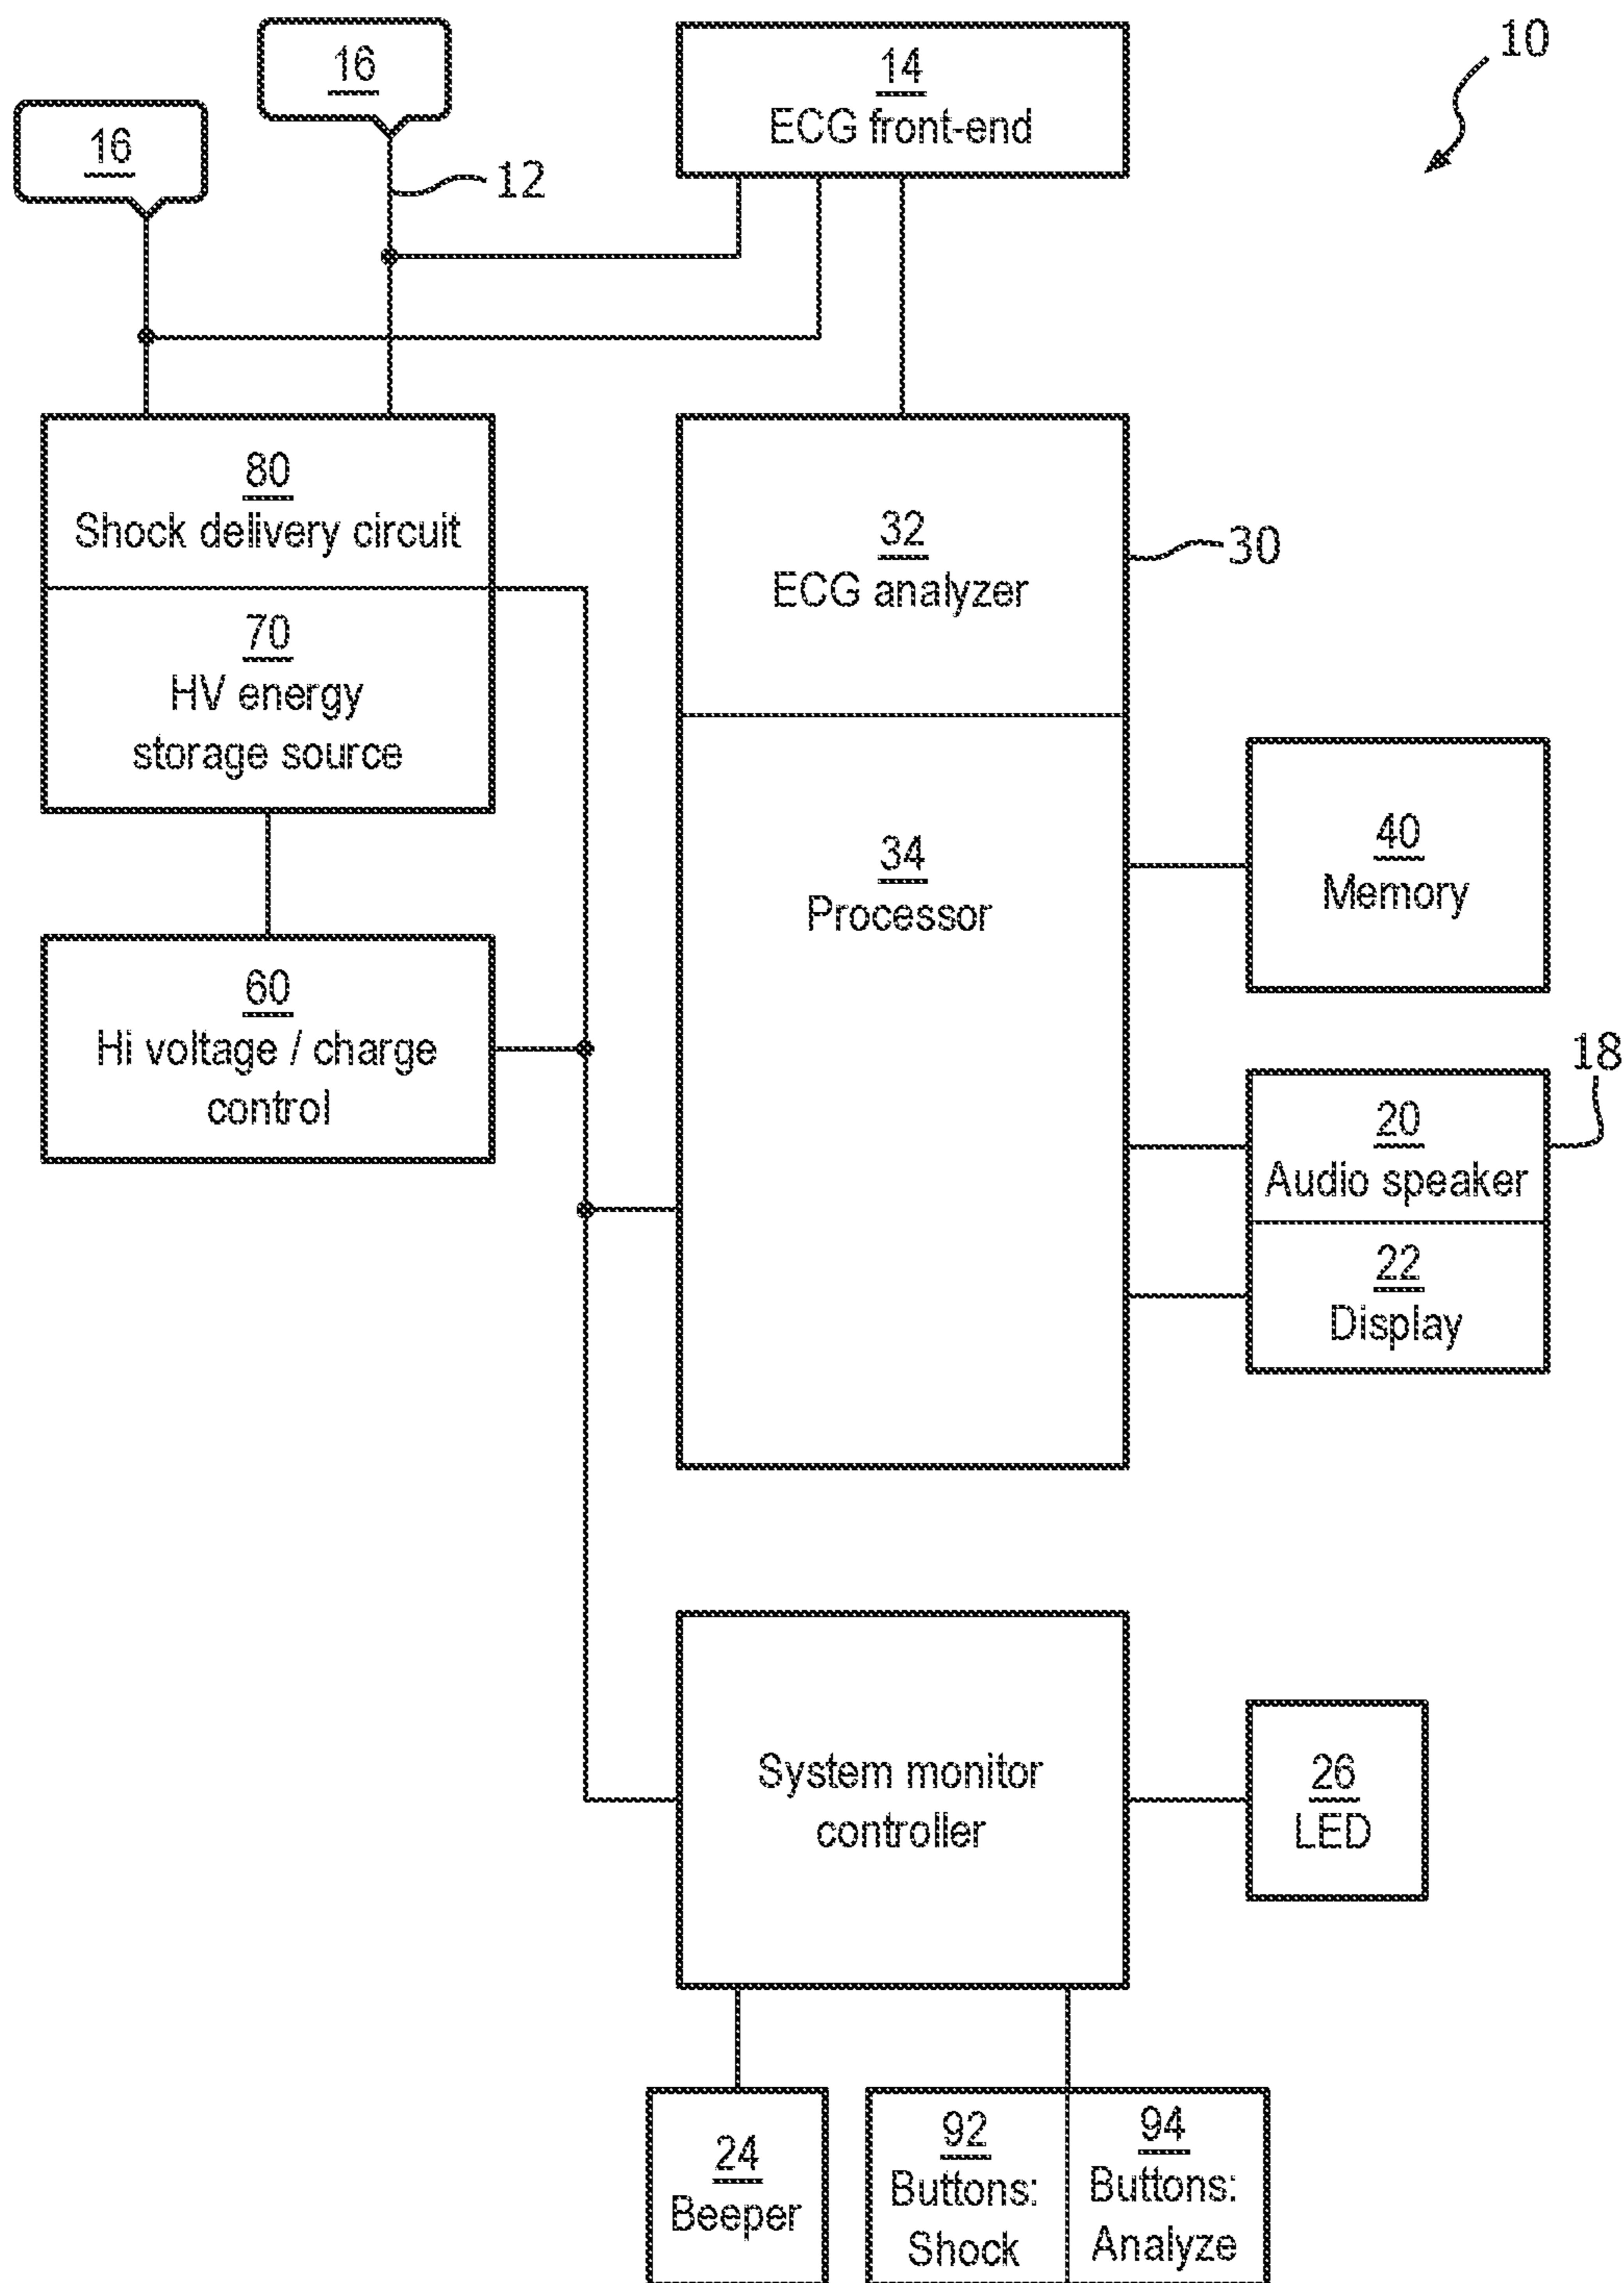 10
16
16
12
14
ECG front-end
80
Shock delivery circuit
70
HV energy
storage source
60
Hi voltage / charge
control
32
ECG analyzer
30
34
Processor
40
Memory
18
20
Audio speaker
22
Display
System monitor
controller
26
LED
24
Beeper
92
Buttons:
Shock
94
Buttons:
Analyze